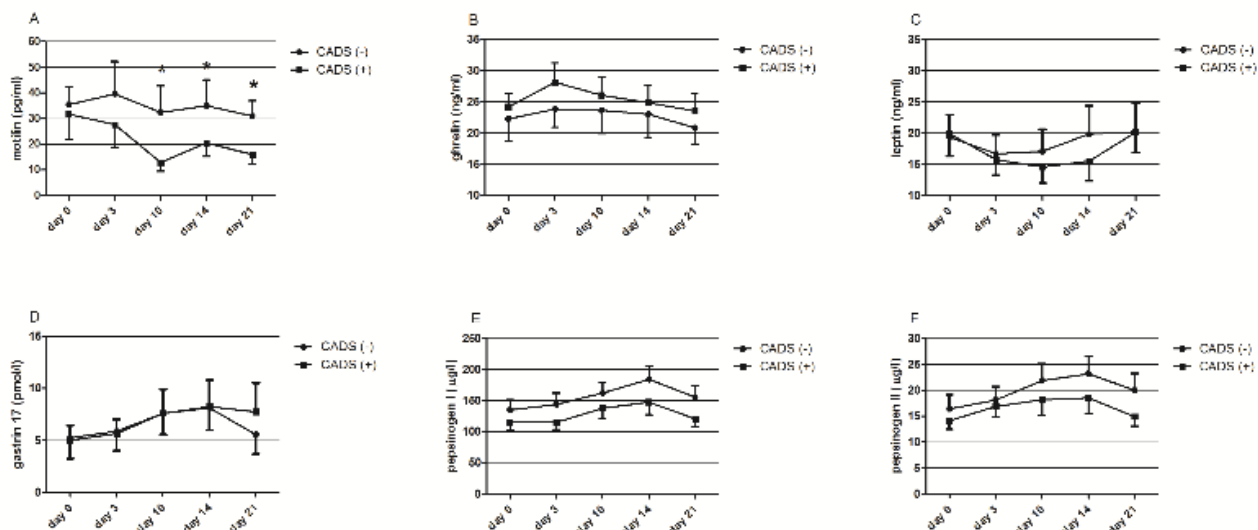 A
60
50
40
30
20
10
0
motilin (pg/ml)
day 0
day 3
day 10
day 14
day 21
CADS (-)
CADS (+)
*
*
*
B
35
30
25
20
15
10
ghrelin (ng/ml)
day 0
day 3
day 10
day 14
day 21
CADS (-)
CADS (+)
C
35
30
25
20
15
10
leptin (ng/ml)
day 0
day 3
day 10
day 14
day 21
CADS (-)
CADS (+)
D
15
10
5
0
gastrin 17 (pmol/l)
day 0
day 3
day 10
day 14
day 21
CADS (-)
CADS (+)
E
250
200
150
100
50
0
pepsinogen I (µg/l)
day 0
day 3
day 10
day 14
day 21
CADS (-)
CADS (+)
F
30
25
20
15
10
5
0
pepsinogen II (µg/l)
day 0
day 3
day 10
day 14
day 21
CADS (-)
CADS (+)